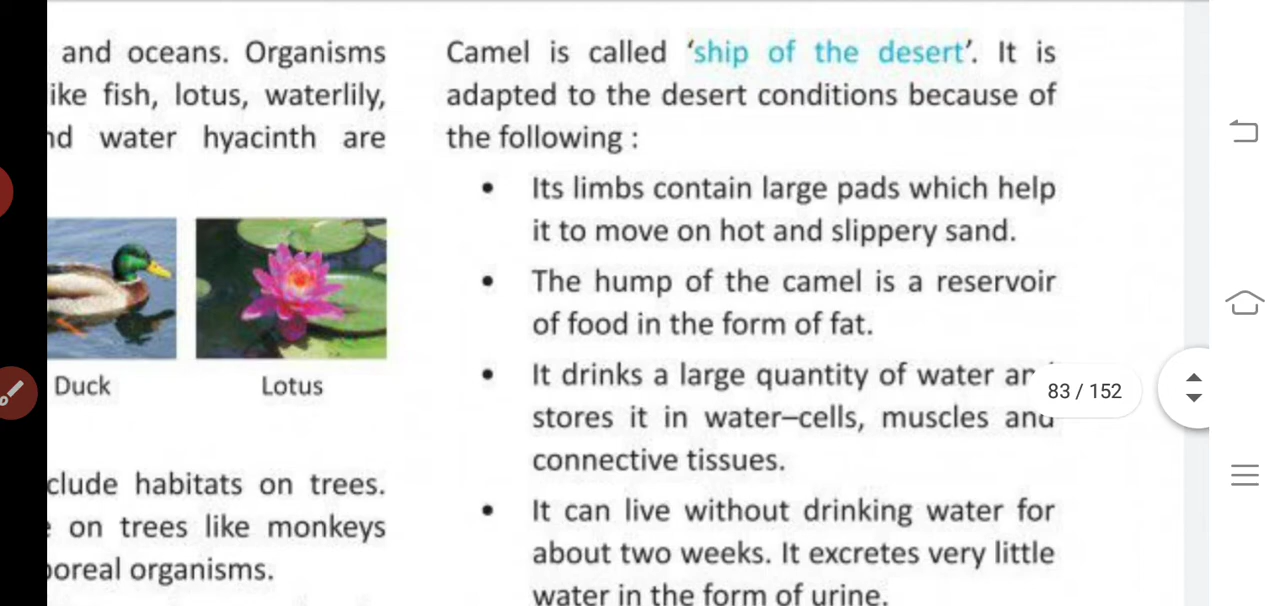 and oceans. Organisms
ike fish, lotus, waterlily,
water hyacinth are
Duck
Lotus
clude habitats on trees.
on trees like monkeys
oreal organisms.
Camel is called ‘ship of the desert’. It is
adapted to the desert conditions because of
the following :
• Its limbs contain large pads which help
it to move on hot and slippery sand.
• The hump of the camel is a reservoir
of food in the form of fat.
• It drinks a large quantity of water
stores it in water–cells, muscles and
connective tissues.
• It can live without drinking water for
about two weeks. It excretes very little
water in the form of urine.
83 / 152